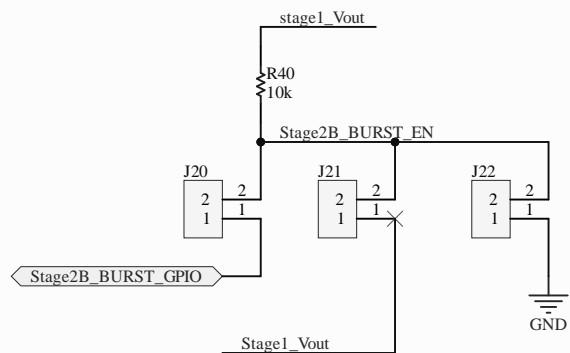 stage1_Vout
R40
10k
Stage2B_BURST_EN
J20
J21
J22
2 2
1 1
2 2
1 1
2 2
1 1
Stage2B_BURST_GPIO
GND
Stage1_Vout